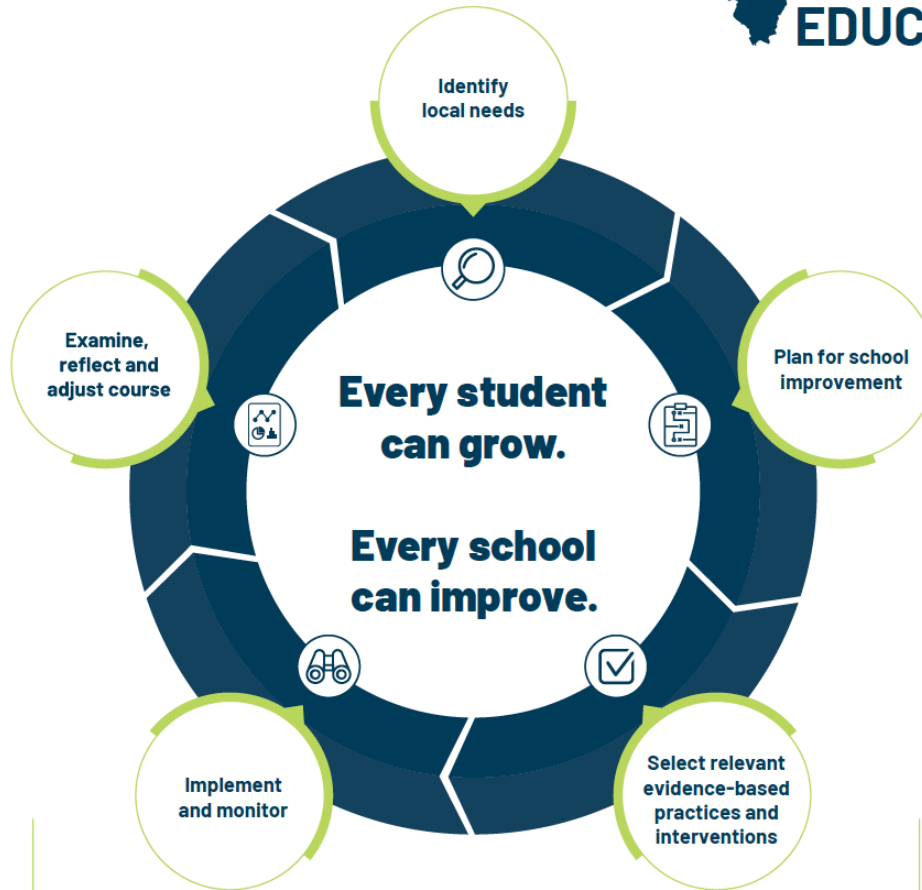 EDUC
Identify
local needs
Plan for school
improvement
Select relevant
evidence-based
practices and
interventions
Implement
and monitor
Examine,
reflect and
adjust course
Every student
can grow.
Every school
can improve.